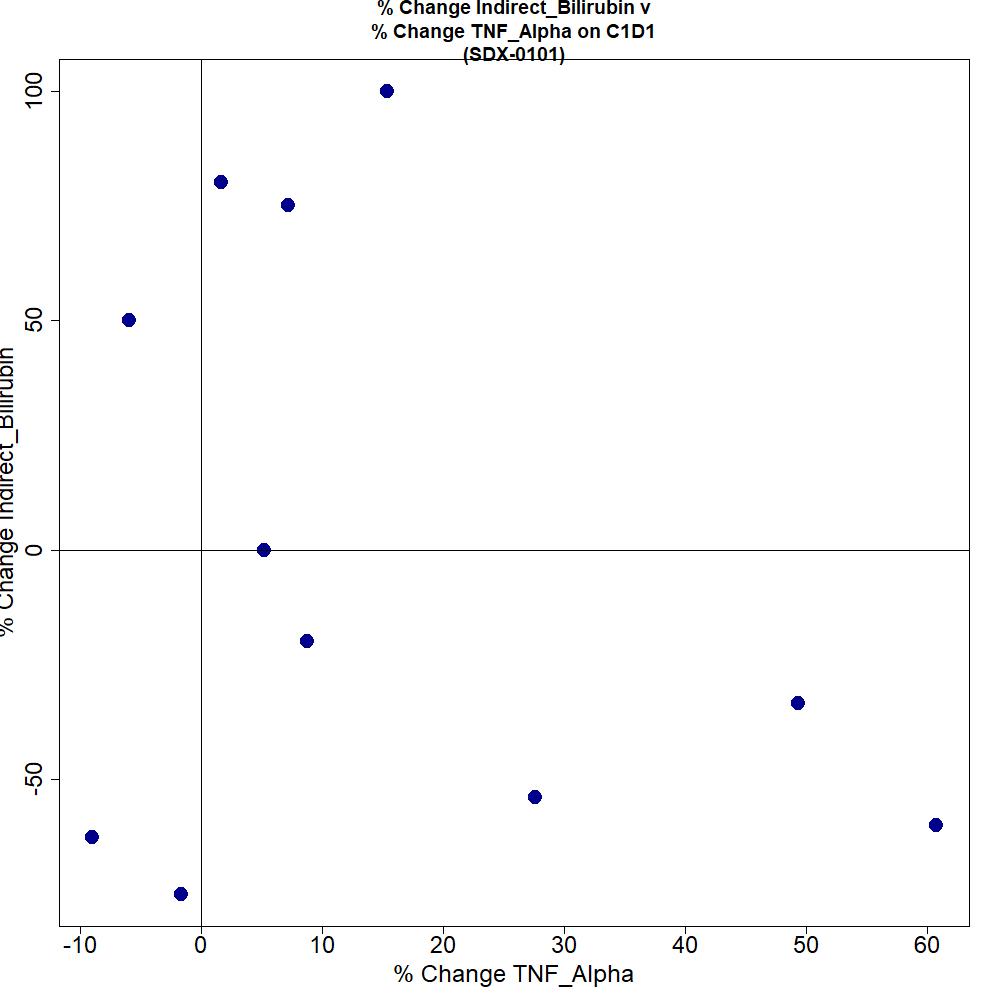 % Change Indirect_Bilirubin v
% Change TNF_Alpha on C1D1
(SDX-0101)
100
50
0
-50
% Change Indirect_Bilirubin
-10 0 10 20 30 40 50 60
% Change TNF_Alpha